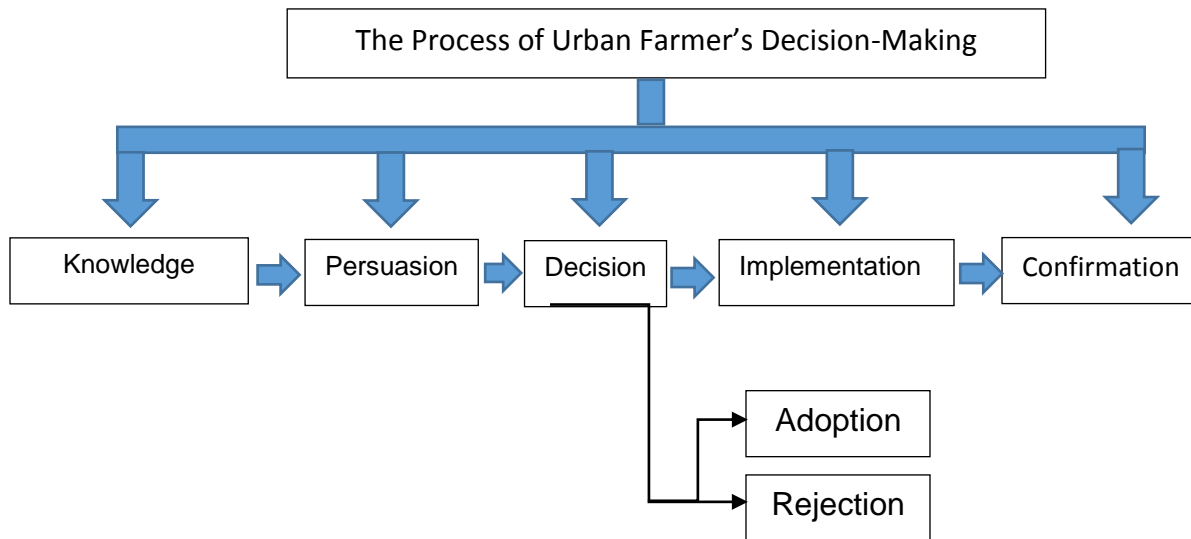 The Process of Urban Farmer’s Decision-Making
Knowledge
Persuasion
Decision
Implementation
Confirmation
Adoption
Rejection